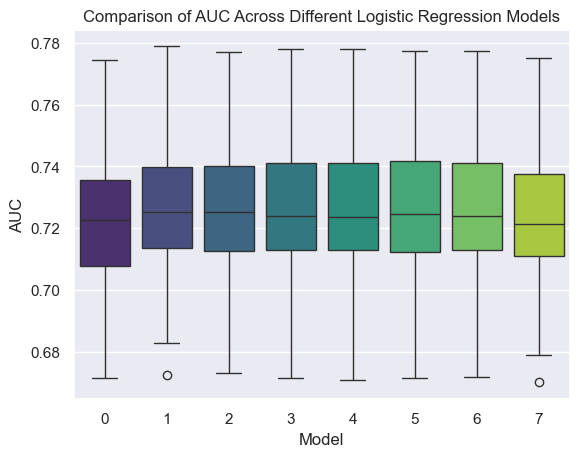 Comparison of AUC Across Different Logistic Regression Models
0.78
0.76
0.74
0.72
0.70
0.68
AUC
0 1 2 3 4 5 6 7
Model